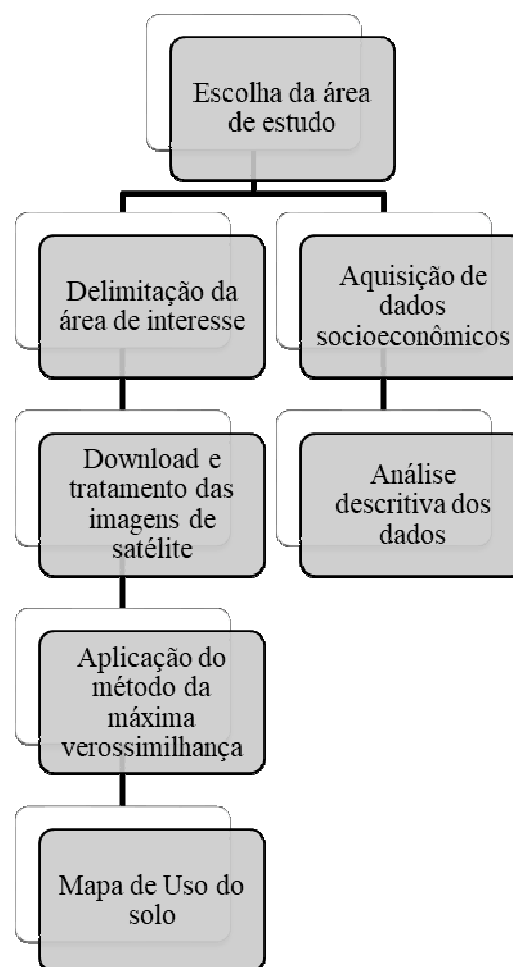 Escolha da área
de estudo
Delimitação da
área de interesse
Download e
tratamento das
imagens de
satélite
Aplicação do
método da
máxima
verossimilhança
Mapa de Uso do
solo
Aquisição de
dados
socioeconômicos
Análise
descritiva dos
dados